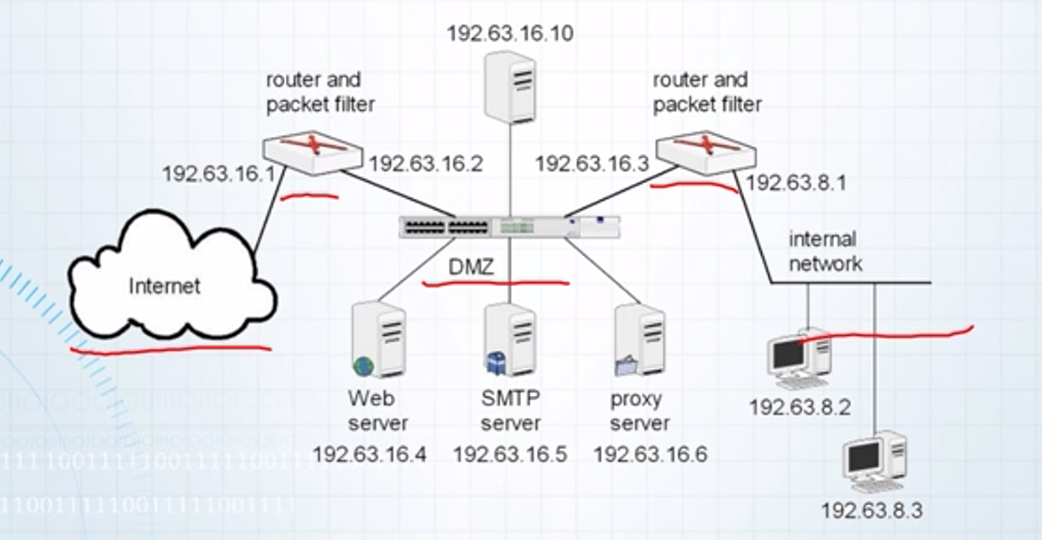 192.63.16.10
router and
packet filter
router and
packet filter
192.63.16.1
192.63.16.2
192.63.16.3
192.63.8.1
internal
network
Internet
DMZ
Web
server
192.63.16.4
SMTP
server
192.63.16.5
proxy
server
192.63.16.6
192.63.8.2
192.63.8.3